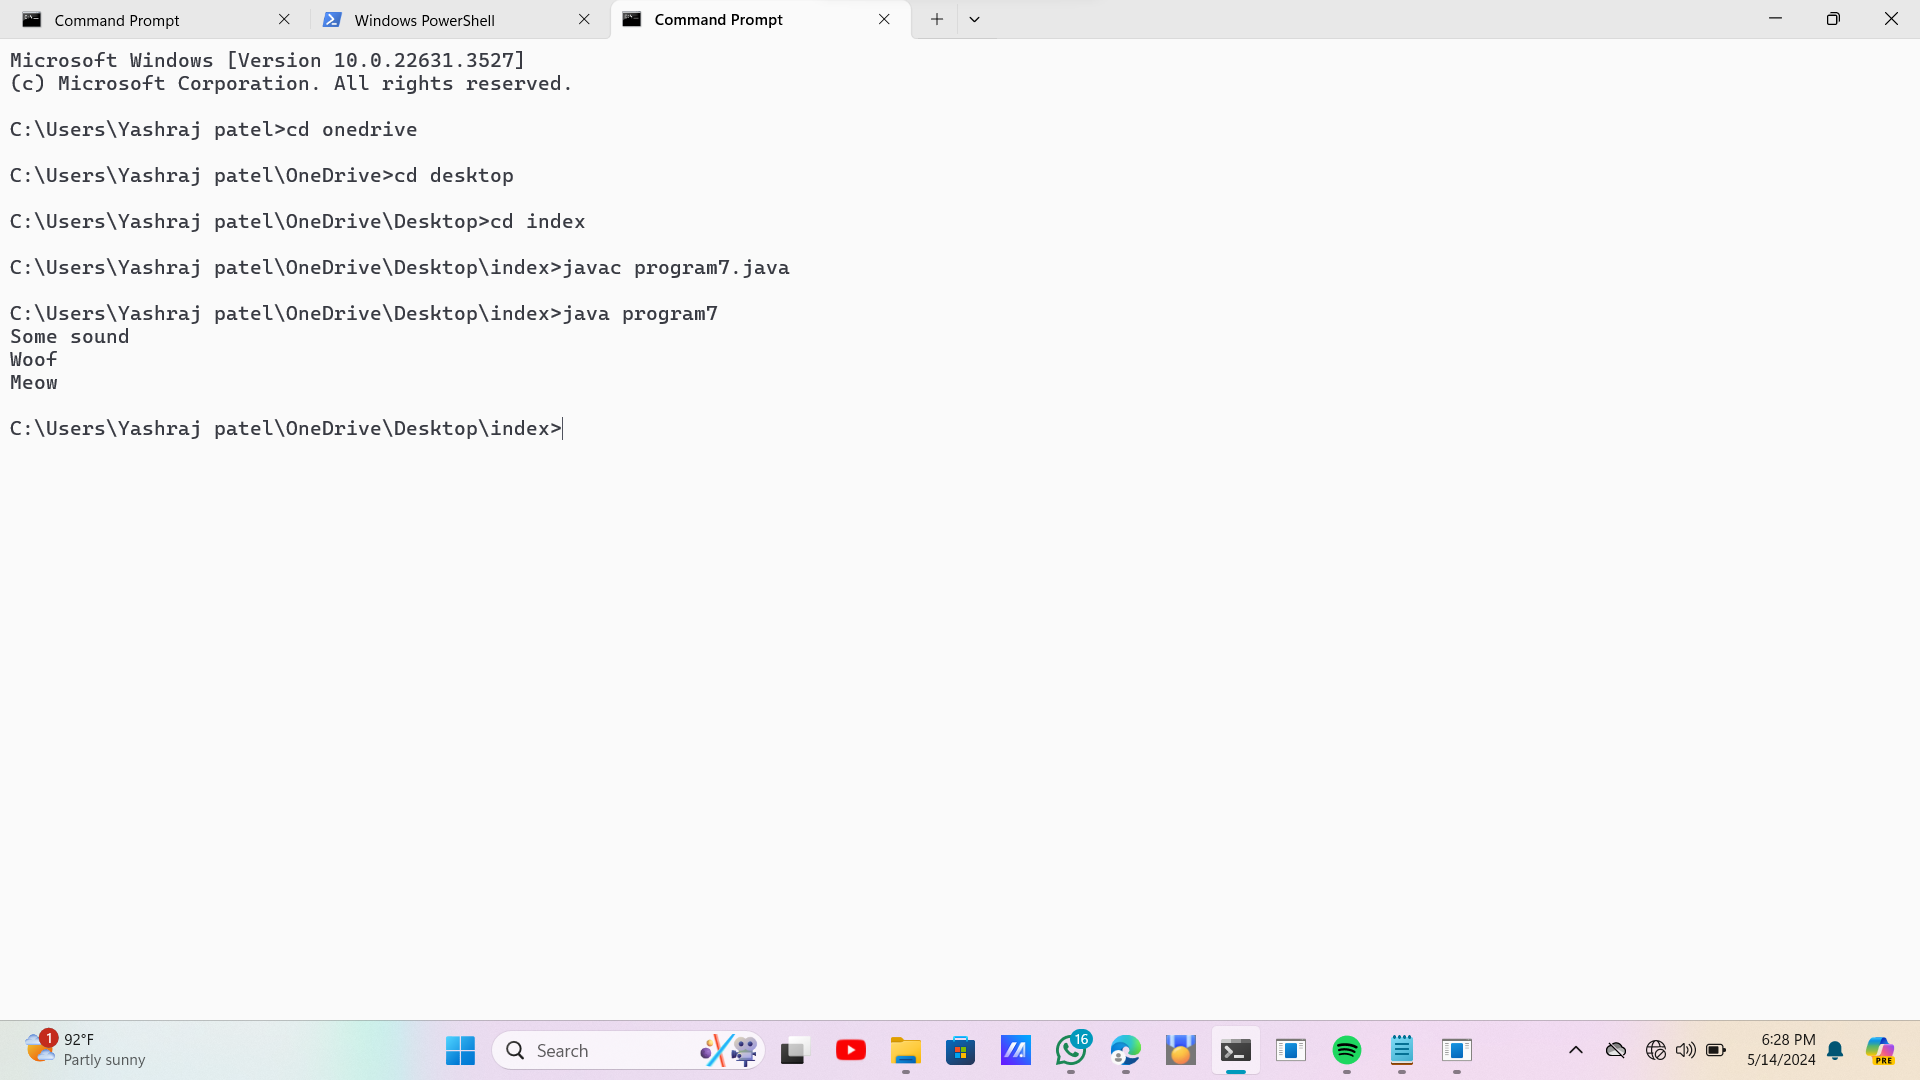 Command Prompt
Windows PowerShell
Command Prompt
Microsoft Windows [Version 10.0.22631.3527]
(c) Microsoft Corporation. All rights reserved.
C:\Users\Yashraj patel>cd onedrive
C:\Users\Yashraj patel\OneDrive>cd desktop
C:\Users\Yashraj patel\OneDrive\Desktop>cd index
C:\Users\Yashraj patel\OneDrive\Desktop\index>javac program7.java
C:\Users\Yashraj patel\OneDrive\Desktop\index>java program7
Some sound
Woof
Meow
C:\Users\Yashraj patel\OneDrive\Desktop\index>
1
92°F
Partly sunny
Search
16
6:28 PM
5/14/2024
PRE